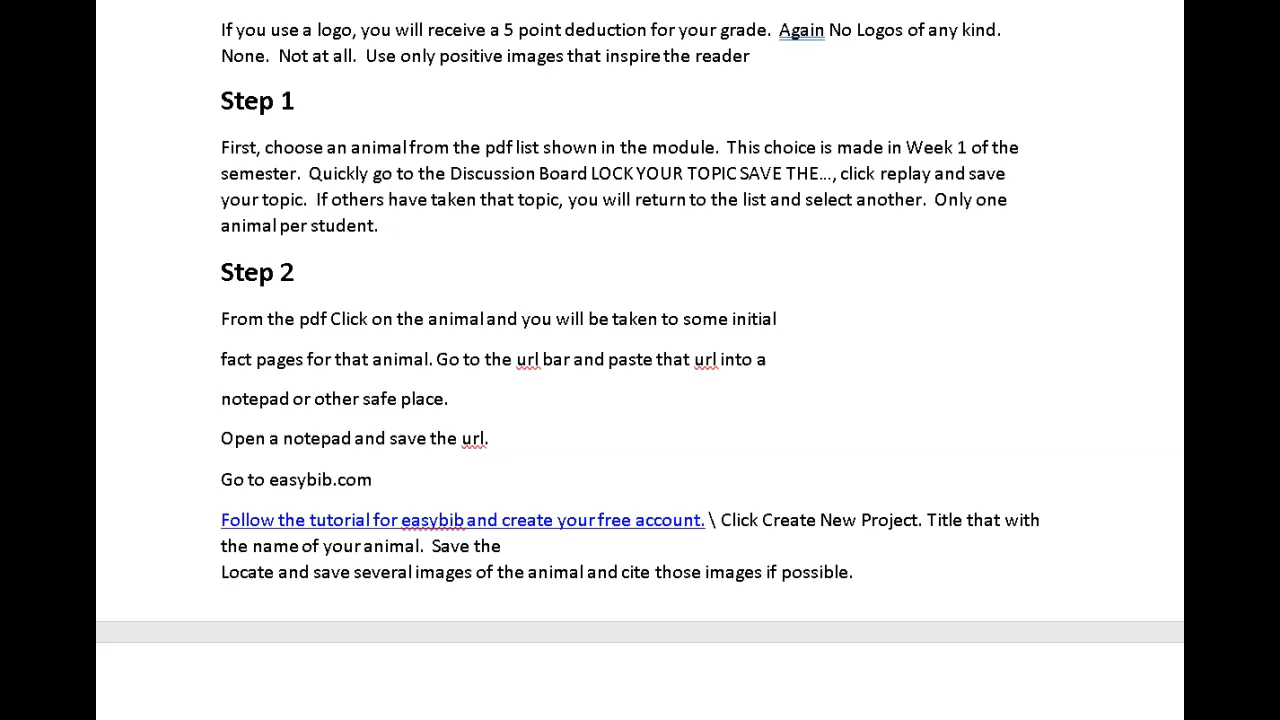 If you use a logo, you will receive a 5 point deduction for your grade.  Again No Logos of any kind.
None.  Not at all.  Use only positive images that inspire the reader
Step 1
First, choose an animal from the pdf list shown in the module.  This choice is made in Week 1 of the
semester.  Quickly go to the Discussion Board LOCK YOUR TOPIC SAVE THE..., click replay and save
your topic.  If others have taken that topic, you will return to the list and select another.  Only one
animal per student.
Step 2
From the pdf Click on the animal and you will be taken to some initial
fact pages for that animal. Go to the url bar and paste that url into a
notepad or other safe place.
Open a notepad and save the url.
Go to easybib.com
Follow the tutorial for easybib and create your free account. \ Click Create New Project. Title that with
the name of your animal.  Save the
Locate and save several images of the animal and cite those images if possible.